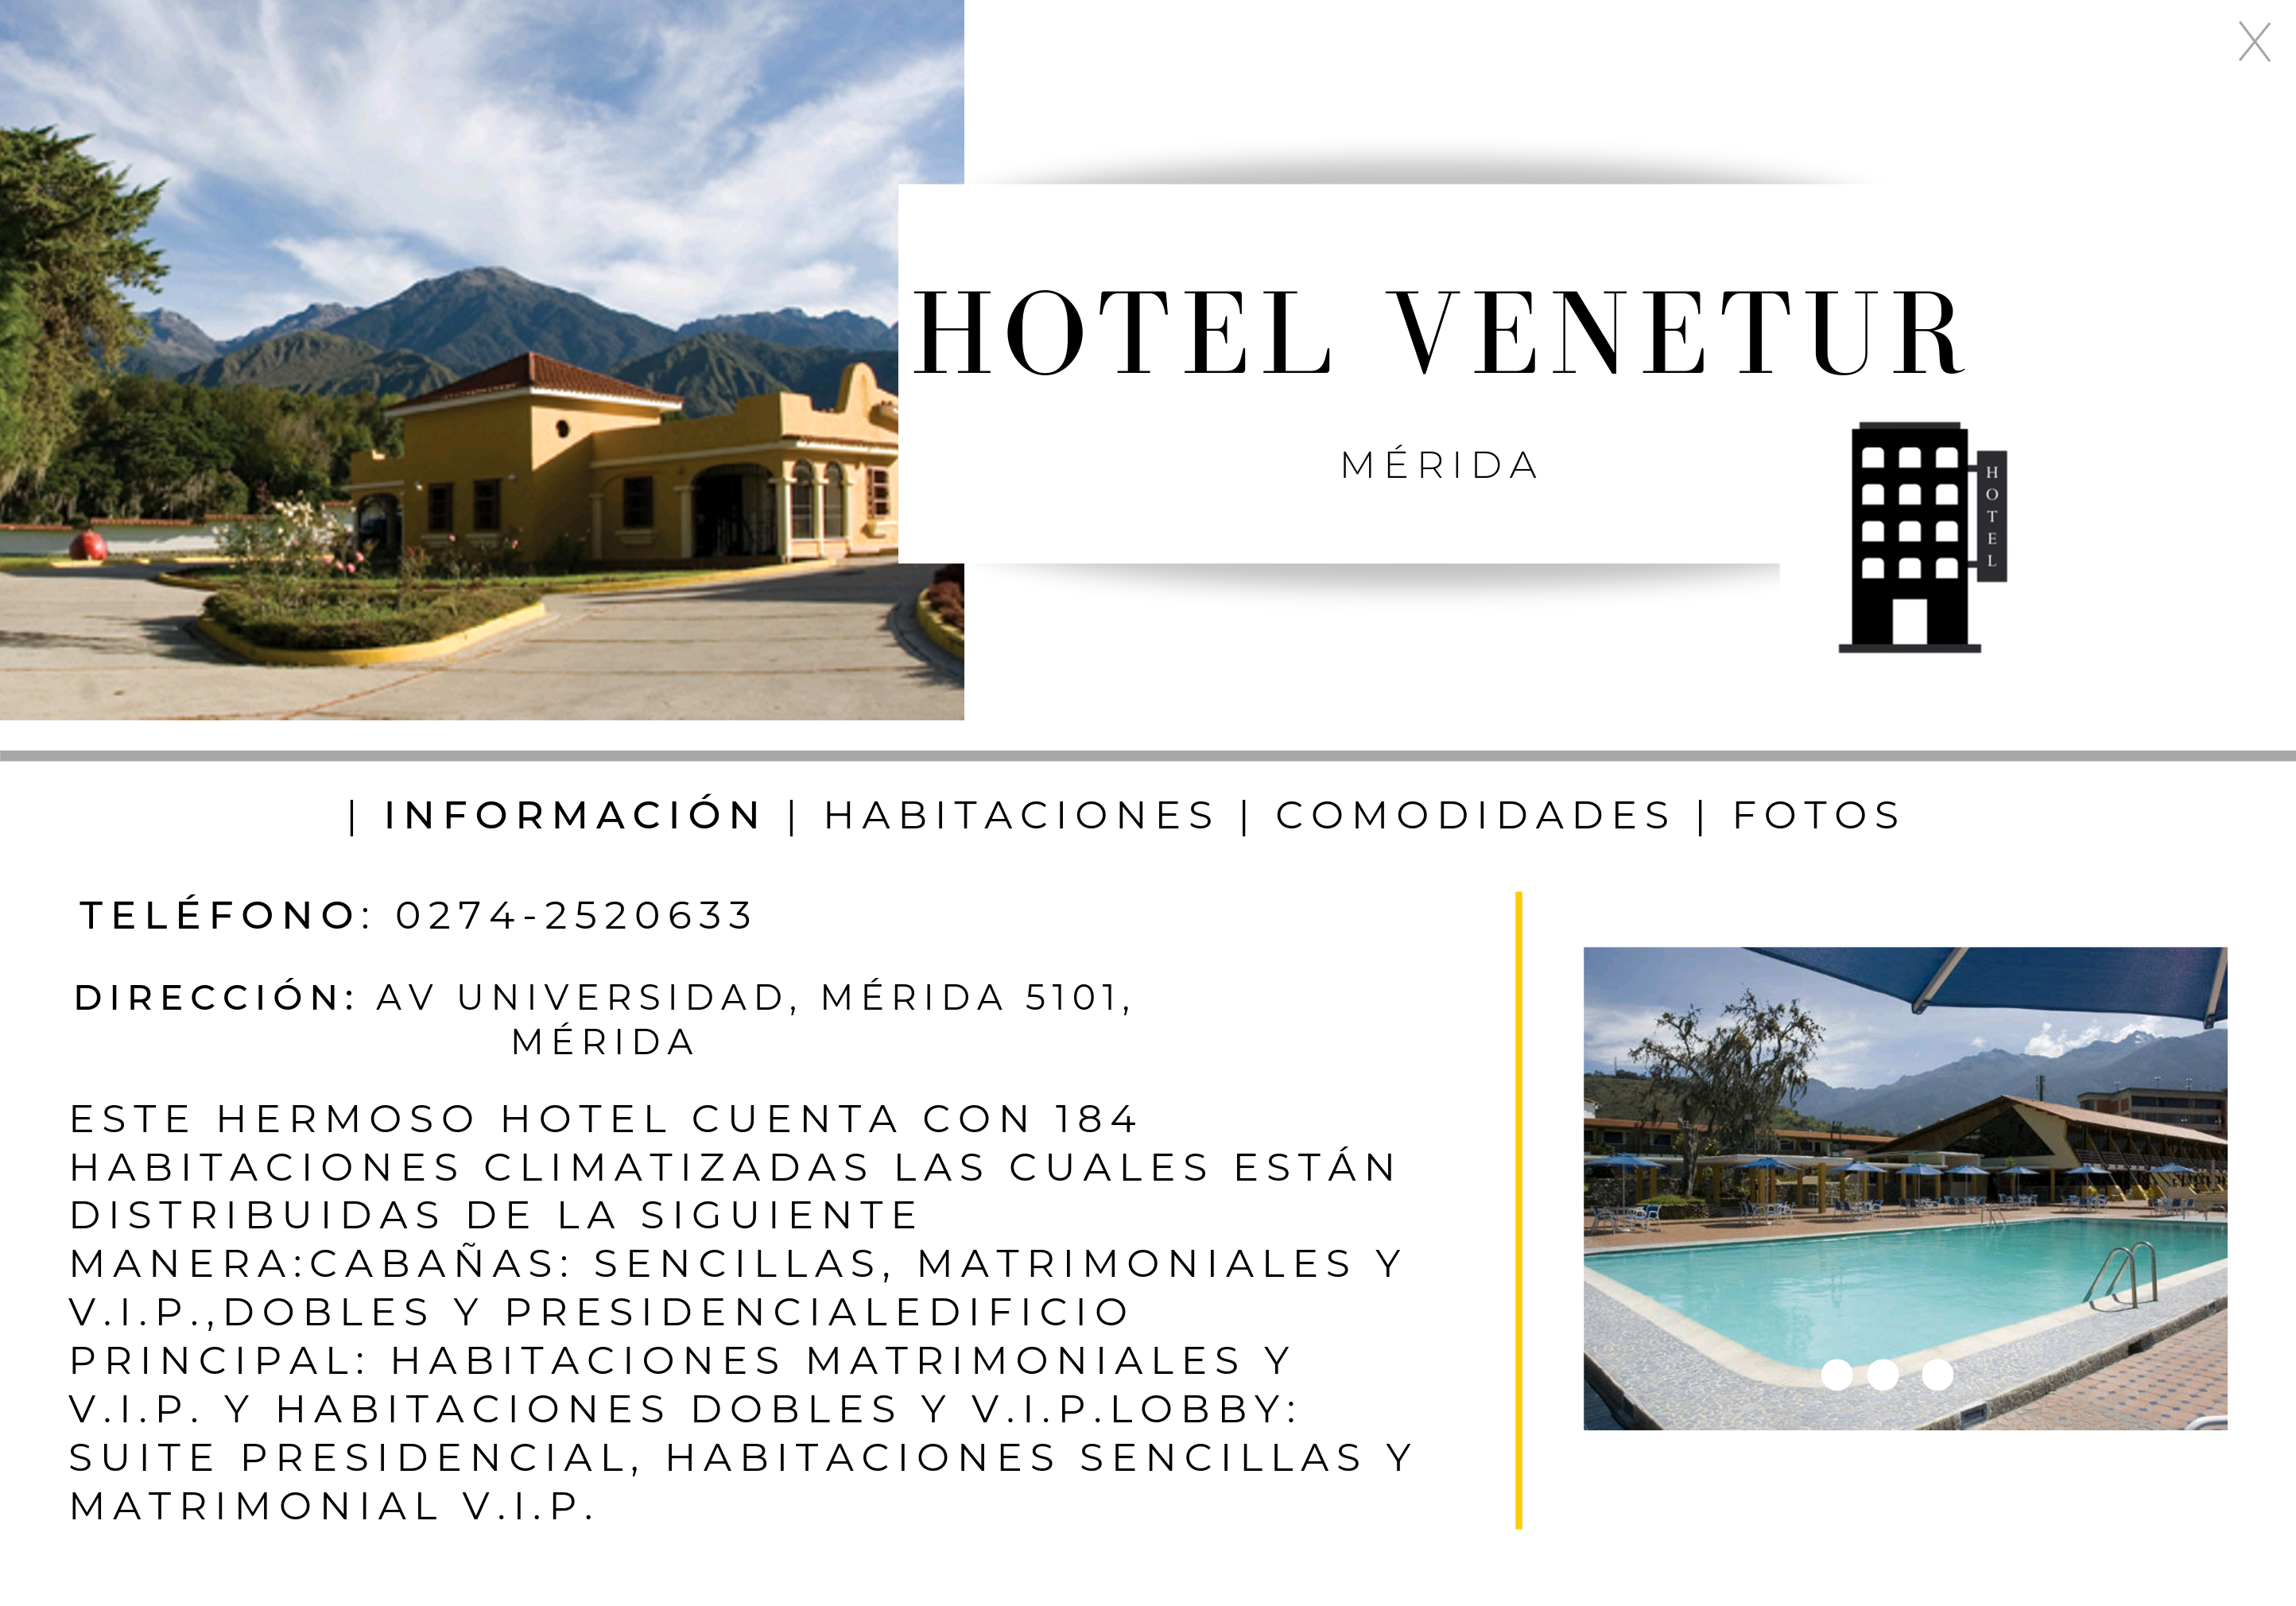 X
HOTEL VENETUR
MÉRIDA
HOTEL
| INFORMACIÓN | HABITACIONES | COMODIDADES | FOTOS
TELÉFONO: 0274-2520633
DIRECCIÓN: AV UNIVERSIDAD, MÉRIDA 5101,
MÉRIDA
ESTE HERMOSO HOTEL CUENTA CON 184
HABITACIONES CLIMATIZADAS LAS CUALES ESTÁN
DISTRIBUIDAS DE LA SIGUIENTE
MANERA:CABAÑAS: SENCILLAS, MATRIMONIALES Y
V.I.P.,DOBLES Y PRESIDENCIALEDIFICIO
PRINCIPAL: HABITACIONES MATRIMONIALES Y
V.I.P. Y HABITACIONES DOBLES Y V.I.P.LOBBY:
SUITE PRESIDENCIAL, HABITACIONES SENCILLAS Y
MATRIMONIAL V.I.P.